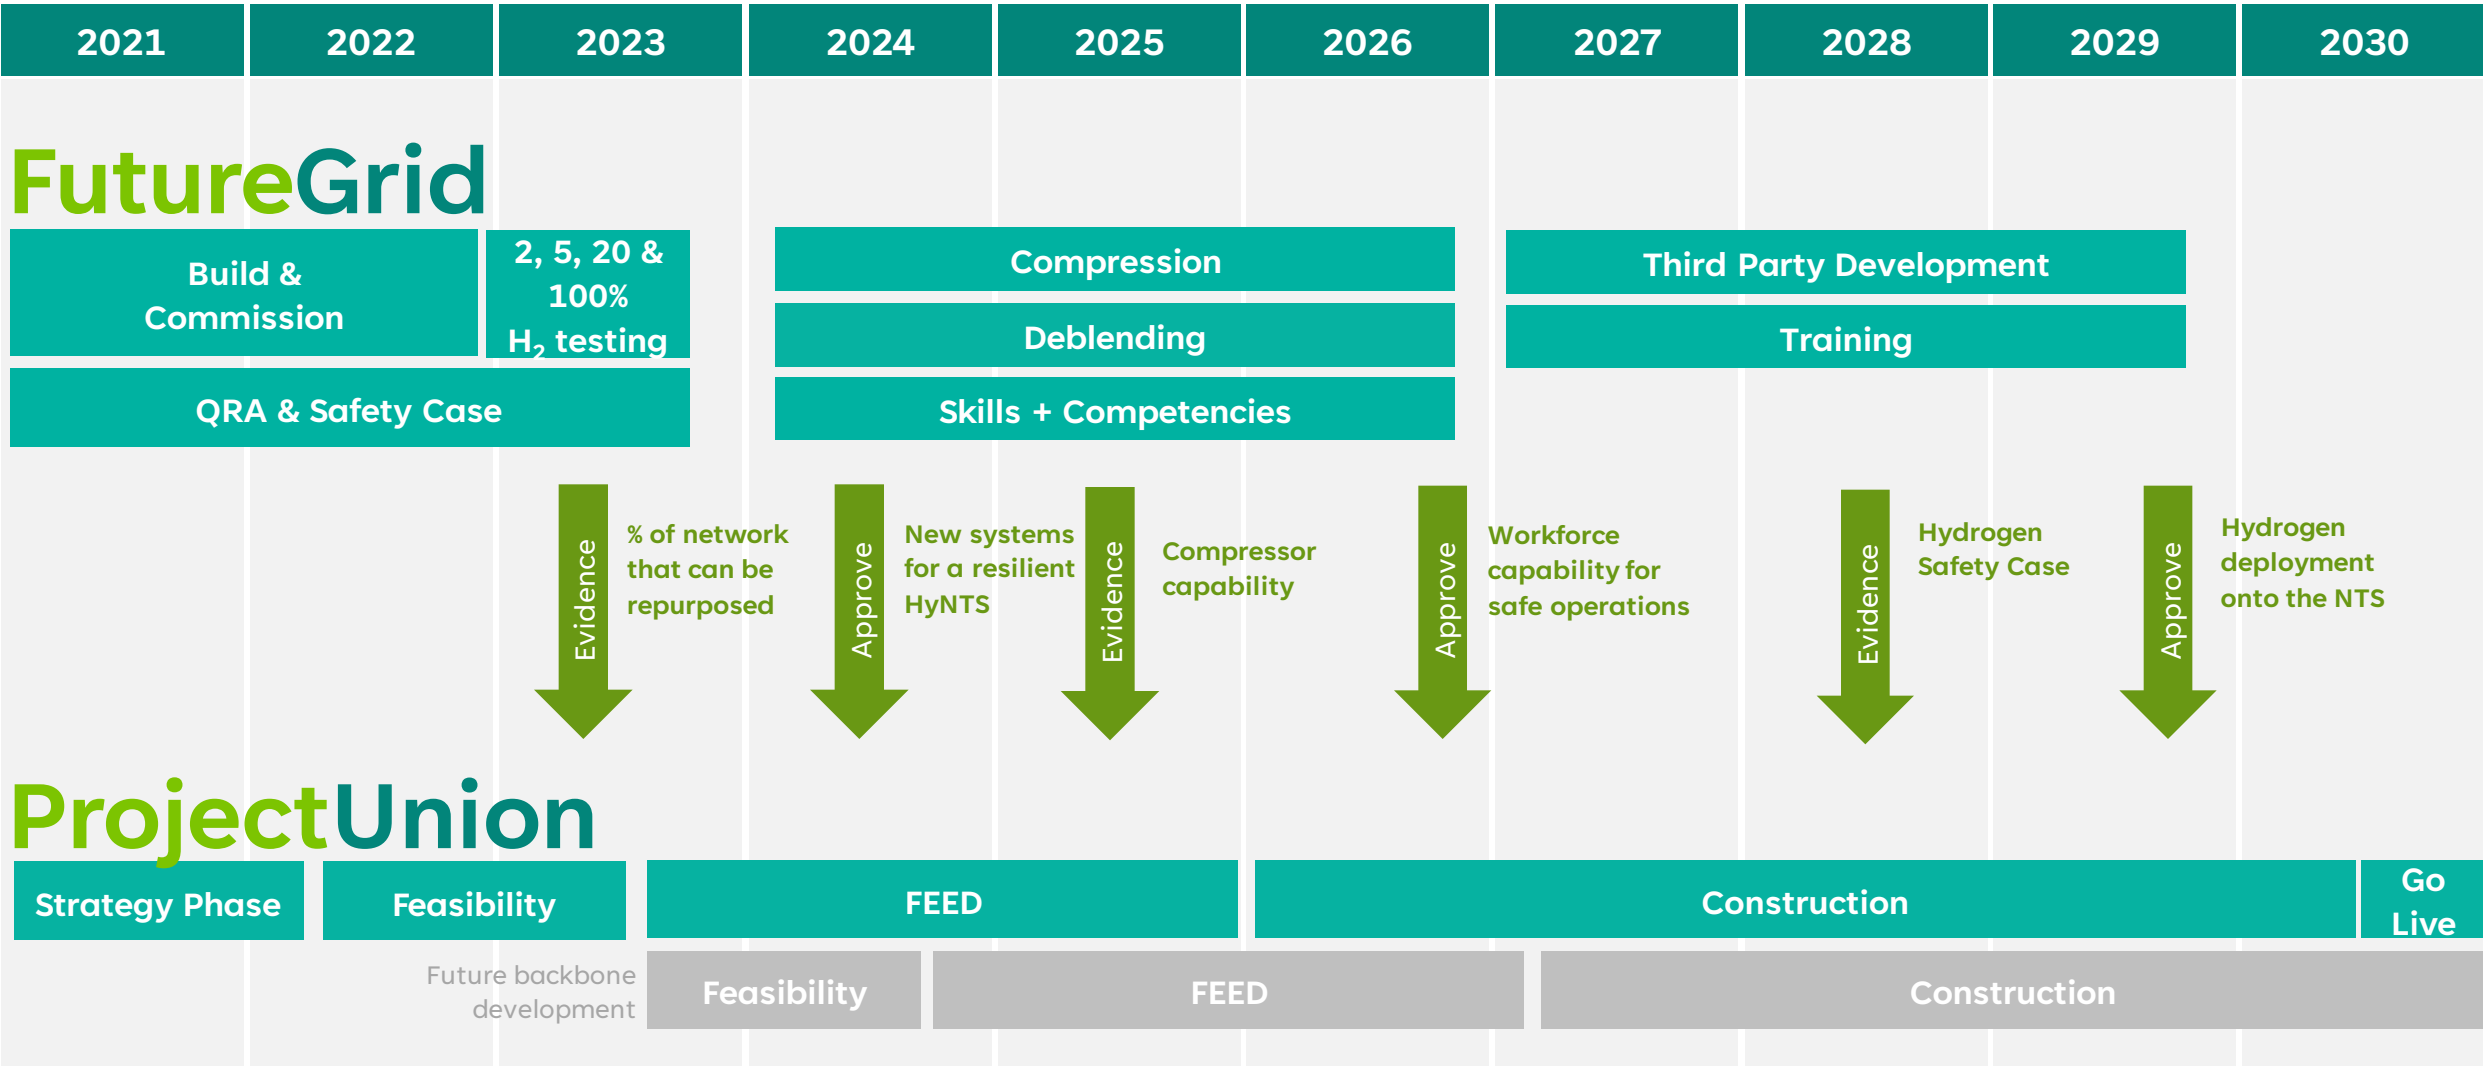 2021
2022
2023
2024
2025
2026
2027
2028
2029
2030
FutureGrid
Build &
Commission
2, 5, 20 &
100%
H₂ testing
QRA & Safety Case
Compression
Deblending
Skills + Competencies
Third Party Development
Training
Evidence
% of network
that can be
repurposed
Approve
New systems
for a resilient
HyNTS
Evidence
Compressor
capability
Approve
Workforce
capability for
safe operations
Evidence
Hydrogen
Safety Case
Approve
Hydrogen
deployment
onto the NTS
ProjectUnion
Strategy Phase
Feasibility
FEED
Construction
Go
Live
Future backbone
development
Feasibility
FEED
Construction